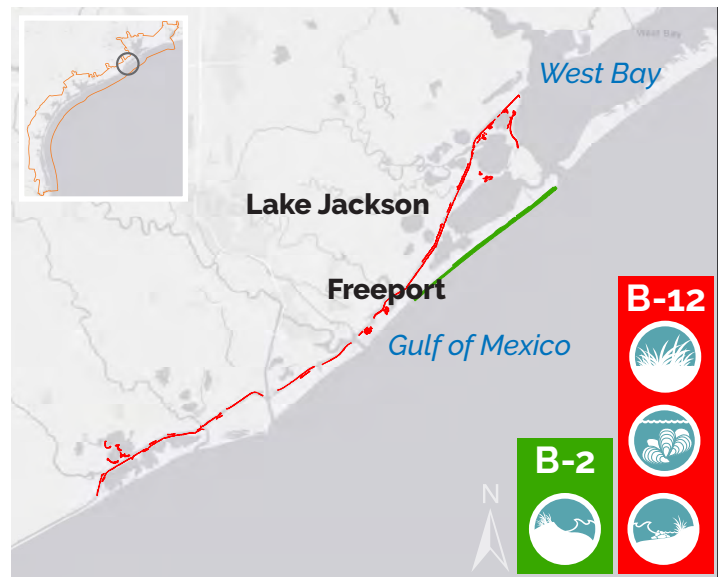 West Bay
West Bay
Lake Jackson
Freeport
Gulf of Mexico
B-12
B-2
N